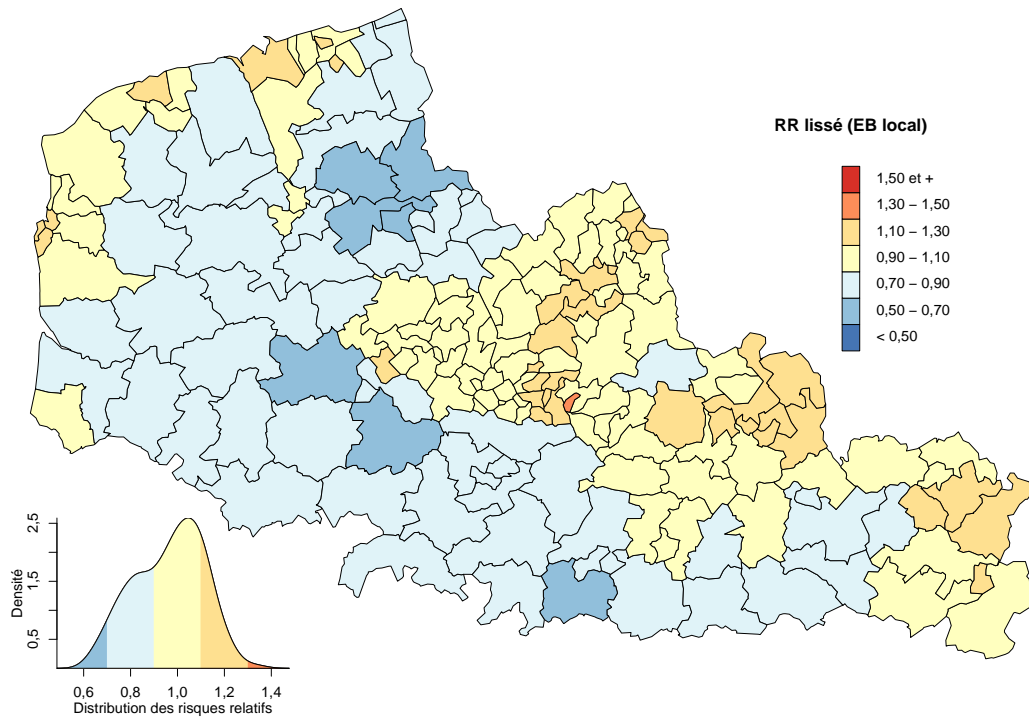 RR lissé (EB local)
1,50 et +
1,30 – 1,50
1,10 – 1,30
0,90 – 1,10
0,70 – 0,90
0,50 – 0,70
< 0,50
Densité
2,5
1,5
0,5
0,6 0,8 1,0 1,2 1,4
Distribution des risques relatifs